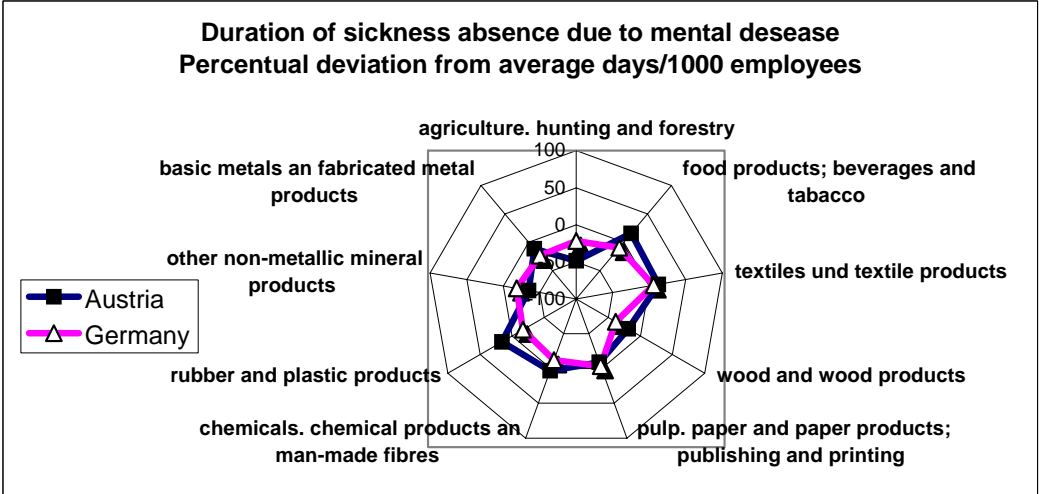 Duration of sickness absence due to mental desease
Percentual deviation from average days/1000 employees
agriculture. hunting and forestry
100
basic metals an fabricated metal
products
food products; beverages and
tabacco
50
0
other non-metallic mineral
products
textiles und textile products
Austria
Germany
rubber and plastic products
wood and wood products
chemicals. chemical products an
man-made fibres
pulp. paper and paper products;
publishing and printing